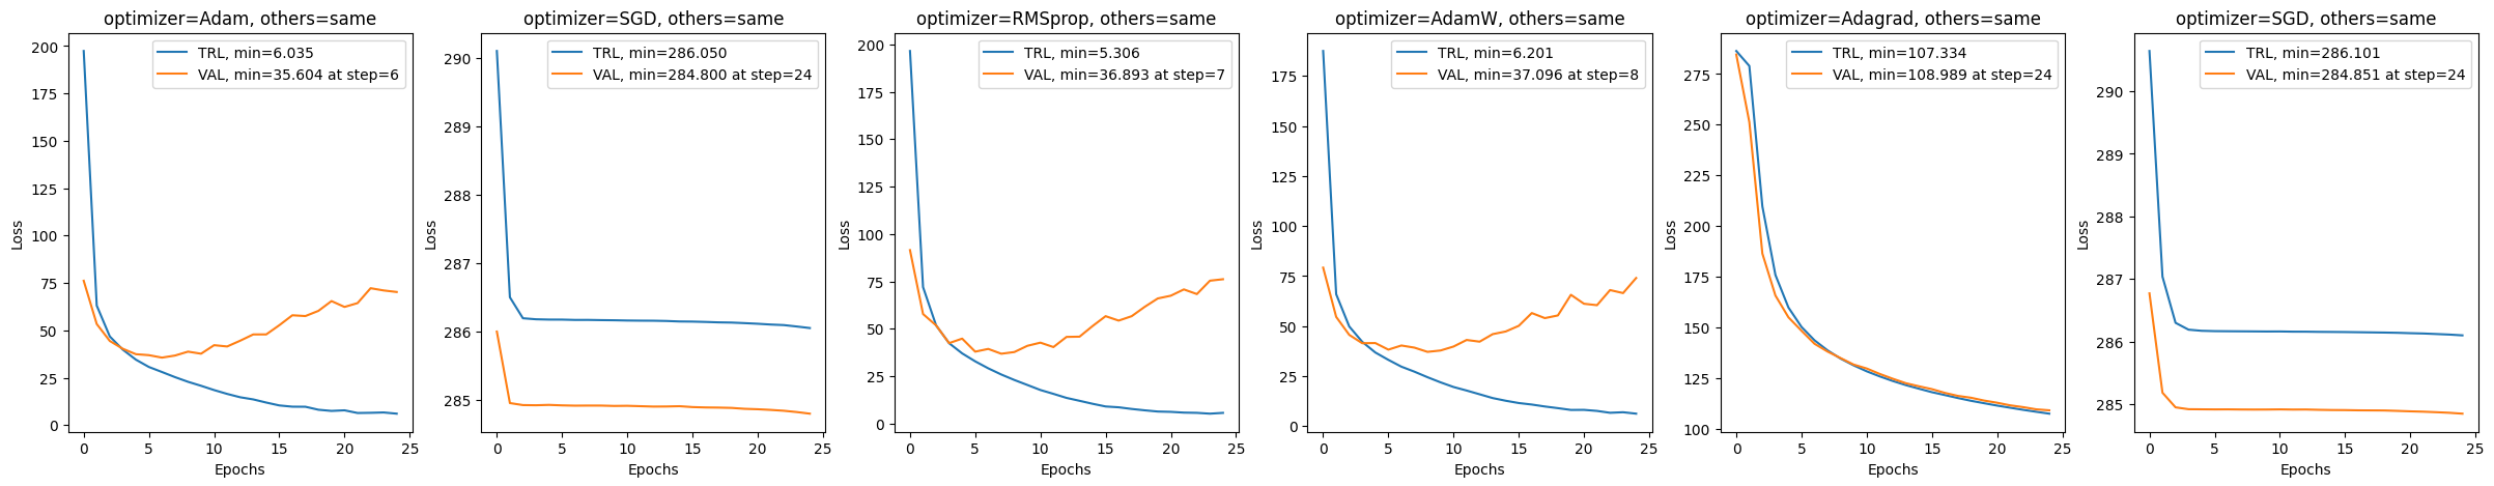 optimizer=Adam, others=same
TRL, min=6.035
VAL, min=35.604 at step=6
200
175
150
125
100
75
50
25
0
Loss
0
5
10
15
20
25
Epochs
optimizer=SGD, others=same
TRL, min=286.050
VAL, min=284.800 at step=24
290
289
288
287
286
285
Loss
0
5
10
15
20
25
Epochs
optimizer=RMSprop, others=same
TRL, min=5.306
VAL, min=36.893 at step=7
200
175
150
125
100
75
50
25
0
Loss
0
5
10
15
20
25
Epochs
optimizer=AdamW, others=same
TRL, min=6.201
VAL, min=37.096 at step=8
175
150
125
100
75
50
25
0
Loss
0
5
10
15
20
25
Epochs
optimizer=Adagrad, others=same
TRL, min=107.334
VAL, min=108.989 at step=24
275
250
225
200
175
150
125
100
Loss
0
5
10
15
20
25
Epochs
optimizer=SGD, others=same
TRL, min=286.101
VAL, min=284.851 at step=24
290
289
288
287
286
285
Loss
0
5
10
15
20
25
Epochs